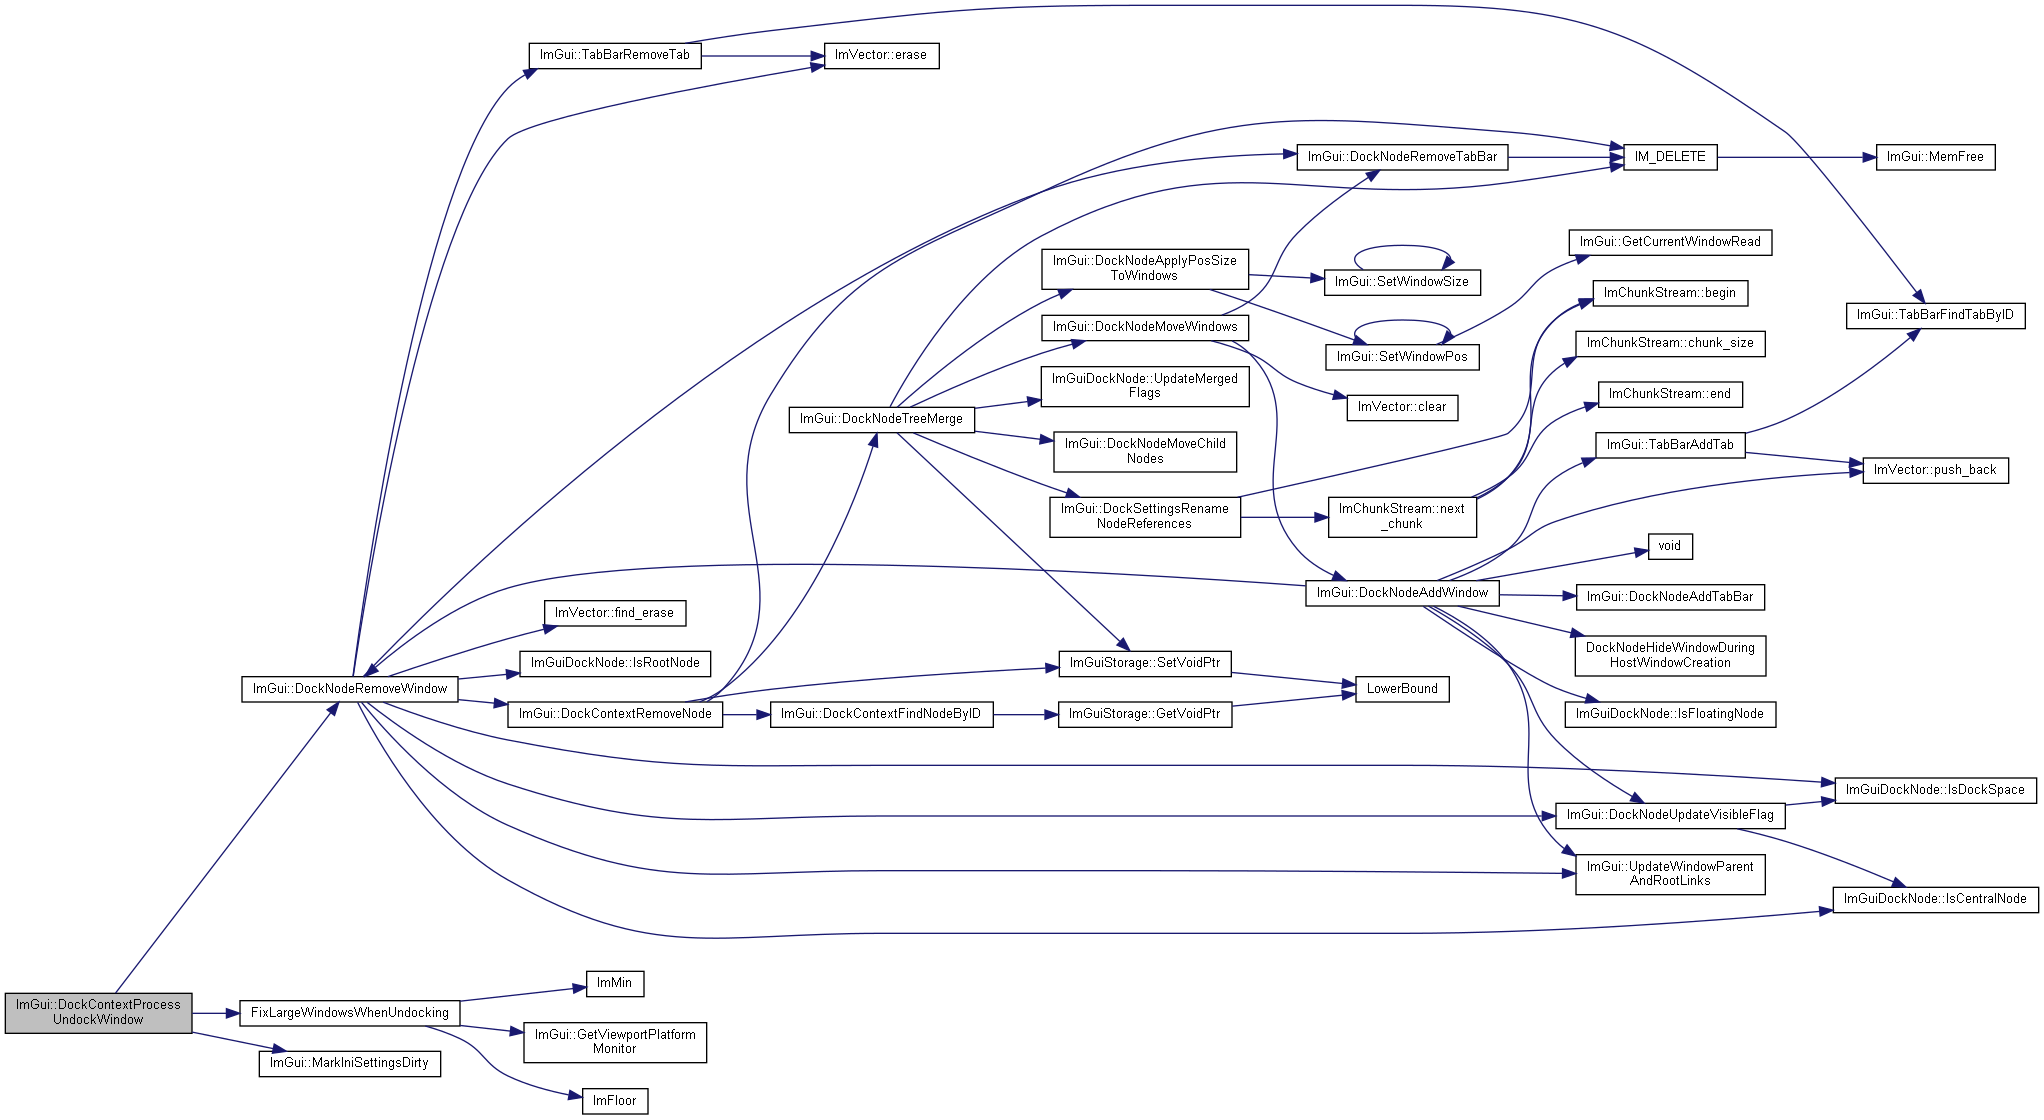 ImGui::TabBarRemoveTab
ImVector::erase
ImGui::DockNodeRemoveTabBar
IM_DELETE
ImGui::MemFree
ImGui::GetCurrentWindowRead
ImGui::DockNodeApplyPosSize
ToWindows
ImGui::SetWindowSize
ImChunkStream::begin
ImGui::TabBarFindTabByID
ImGui::DockNodeMoveWindows
ImGui::SetWindowPos
ImChunkStream::chunk_size
ImGuiDockNode::UpdateMerged
Flags
ImChunkStream::end
ImVector::clear
ImGui::DockNodeTreeMerge
ImGui::DockNodeMoveChild
Nodes
ImGui::TabBarAddTab
ImVector::push_back
ImGui::DockSettingsRename
NodeReferences
ImChunkStream::next
_chunk
void
ImGui::DockNodeAddWindow
ImGui::DockNodeAddTabBar
ImVector::find_erase
DockNodeHideWindowDuring
HostWindowCreation
ImGuiDockNode::IsRootNode
ImGuiStorage::SetVoidPtr
ImGui::DockNodeRemoveWindow
LowerBound
ImGui::DockContextRemoveNode
ImGui::DockContextFindNodeByID
ImGuiStorage::GetVoidPtr
ImGuiDockNode::IsFloatingNode
ImGuiDockNode::IsDockSpace
ImGui::DockNodeUpdateVisibleFlag
ImGui::UpdateWindowParent
AndRootLinks
ImGuiDockNode::IsCentralNode
ImMin
ImGui::DockContextProcess
UndockWindow
FixLargeWindowsWhenUndocking
ImGui::GetViewportPlatform
Monitor
ImGui::MarkIniSettingsDirty
ImFloor